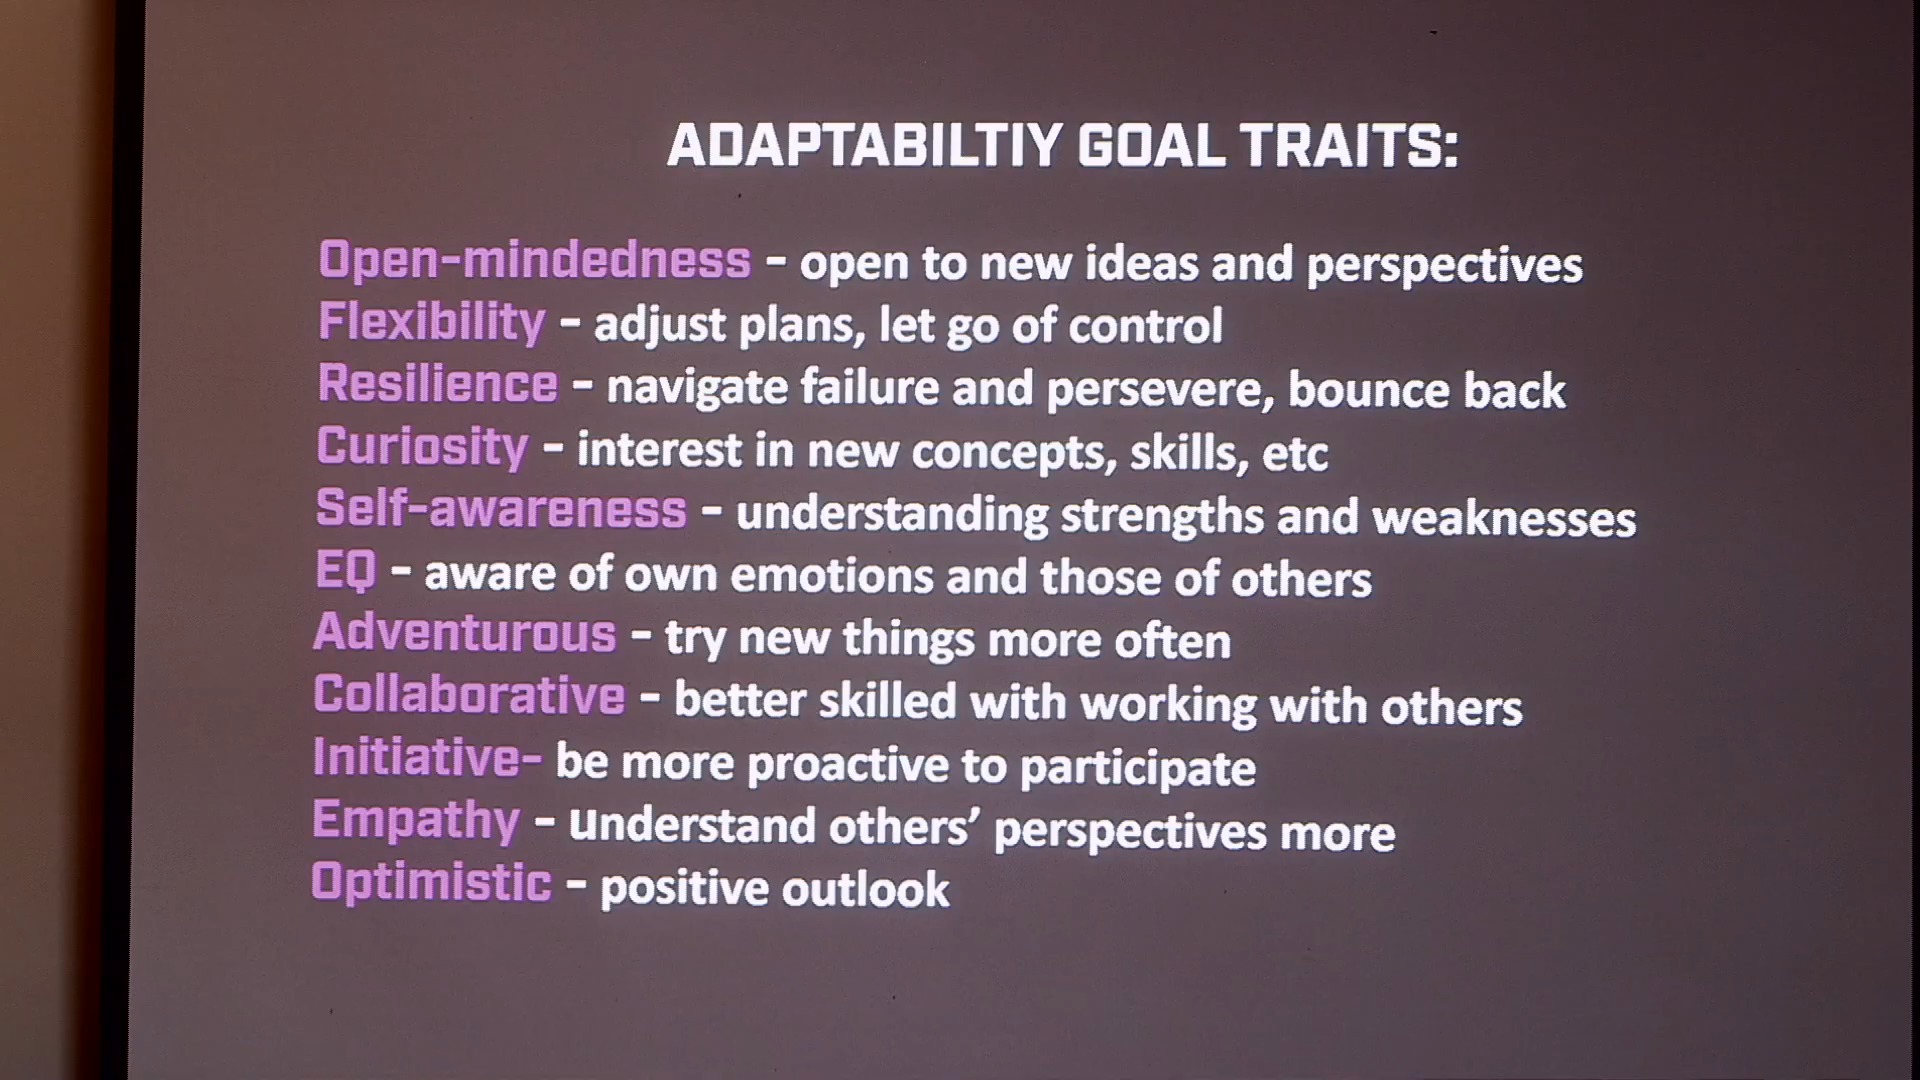 ADAPTABILTIY GOAL TRAITS:
Open-mindedness - open to new ideas and perspectives
Flexibility - adjust plans, let go of control
Resilience - navigate failure and persevere, bounce back
Curiosity - interest in new concepts, skills, etc
Self-awareness - understanding strengths and weaknesses
EQ - aware of own emotions and those of others
Adventurous - try new things more often
Collaborative - better skilled with working with others
Initiative- be more proactive to participate
Empathy - understand others’ perspectives more
Optimistic - positive outlook